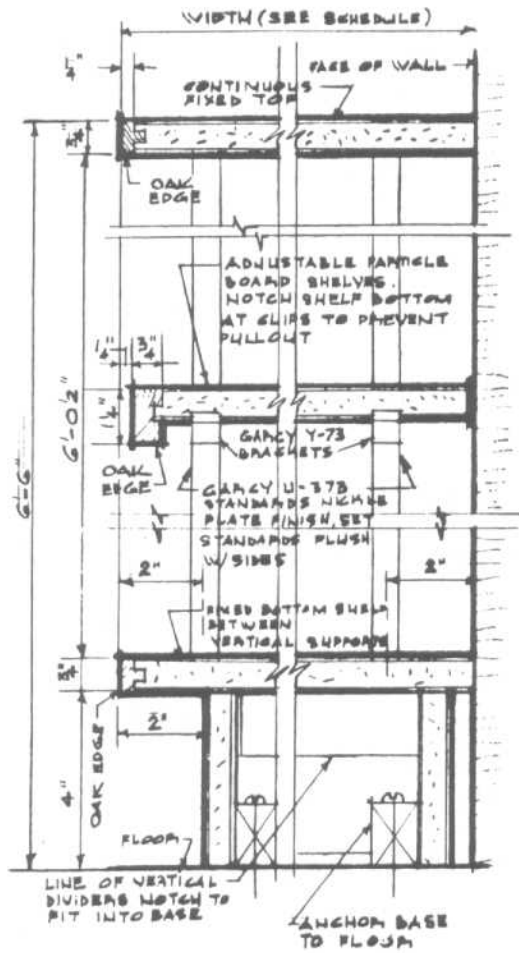 WIDTH (SEE SCHEDULE)
1/4"
FACE OF WALL
CONTINUOUS
FIXED TOP
3/4"
OAK
EDGE
ADJUSTABLE PARTICLE
BOARD SHELVES.
NOTCH SHELF BOTTOM
AT CLIPS TO PREVENT
PULLOUT
1/4"
3/4"
1 1/4"
6'-0 1/2"
6'-6"
GARCY Y-73
BRACKETS
OAK
EDGE
GARCY U-373
STANDARDS NICKLE
PLATE FINISH, SET
STANDARDS FLUSH
W/ SIDES
2"
2"
FIXED BOTTOM SHELF
BETWEEN
VERTICAL SUPPORTS
3/4"
2"
OAK EDGE
4"
FLOOR
LINE OF VERTICAL
DIVIDERS NOTCH TO
FIT INTO BASE
ANCHOR BASE
TO FLOOR